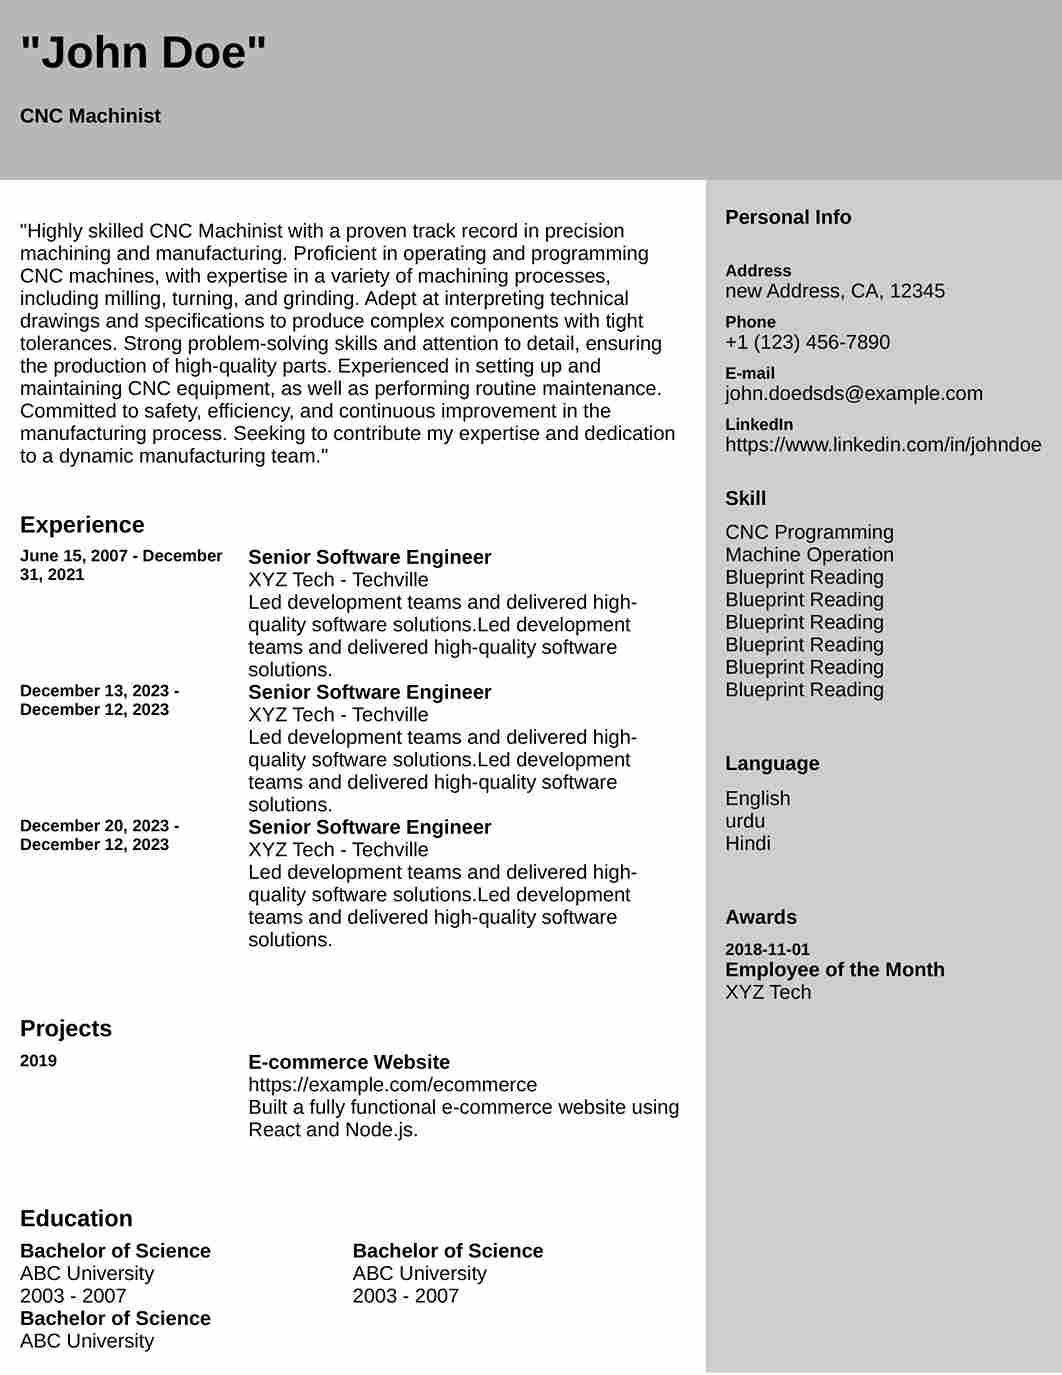 "John Doe"
CNC Machinist
"Highly skilled CNC Machinist with a proven track record in precision
machining and manufacturing. Proficient in operating and programming
CNC machines, with expertise in a variety of machining processes,
including milling, turning, and grinding. Adept at interpreting technical
drawings and specifications to produce complex components with tight
tolerances. Strong problem-solving skills and attention to detail, ensuring
the production of high-quality parts. Experienced in setting up and
maintaining CNC equipment, as well as performing routine maintenance.
Committed to safety, efficiency, and continuous improvement in the
manufacturing process. Seeking to contribute my expertise and dedication
to a dynamic manufacturing team."
Experience
June 15, 2007 - December
31, 2021
Senior Software Engineer
XYZ Tech - Techville
Led development teams and delivered high-
quality software solutions.Led development
teams and delivered high-quality software
solutions.
December 13, 2023 -
December 12, 2023
Senior Software Engineer
XYZ Tech - Techville
Led development teams and delivered high-
quality software solutions.Led development
teams and delivered high-quality software
solutions.
December 20, 2023 -
December 12, 2023
Senior Software Engineer
XYZ Tech - Techville
Led development teams and delivered high-
quality software solutions.Led development
teams and delivered high-quality software
solutions.
Projects
2019
E-commerce Website
https://example.com/ecommerce
Built a fully functional e-commerce website using
React and Node.js.
Education
Bachelor of Science
ABC University
2003 - 2007
Bachelor of Science
ABC University
2003 - 2007
Bachelor of Science
ABC University
Personal Info
Address
new Address, CA, 12345
Phone
+1 (123) 456-7890
E-mail
john.doedsds@example.com
LinkedIn
https://www.linkedin.com/in/johndoe
Skill
CNC Programming
Machine Operation
Blueprint Reading
Blueprint Reading
Blueprint Reading
Blueprint Reading
Blueprint Reading
Blueprint Reading
Language
English
urdu
Hindi
Awards
2018-11-01
Employee of the Month
XYZ Tech